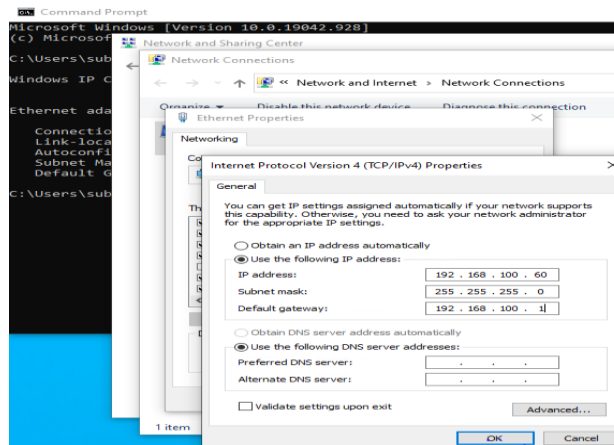 Command Prompt
Microsoft Windows [Version 10.0.19042.928]
(c) Microsof
C:\Users\sub
Windows IP C
Ethernet ada
Connectio
Link-loca
Autoconfi
Subnet Ma
Default G
C:\Users\sub
Network and Sharing Center
Network Connections
« Network and Internet > Network Connections
Organize Disable this network device Diagnose this connection
Ethernet Properties
Networking
Co
Th
1 item
Internet Protocol Version 4 (TCP/IPv4) Properties
General
You can get IP settings assigned automatically if your network supports
this capability. Otherwise, you need to ask your network administrator
for the appropriate IP settings.
Obtain an IP address automatically
Use the following IP address:
IP address: 192 . 168 . 100 . 60
Subnet mask: 255 . 255 . 255 . 0
Default gateway: 192 . 168 . 100 . 1
Obtain DNS server address automatically
Use the following DNS server addresses:
Preferred DNS server: . . .
Alternate DNS server: . . .
Validate settings upon exit
Advanced...
OK Cancel